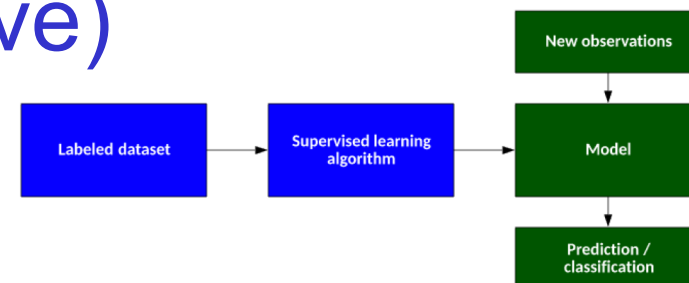 ve)
New observations
Labeled dataset
Supervised learning
algorithm
Model
Prediction /
classification